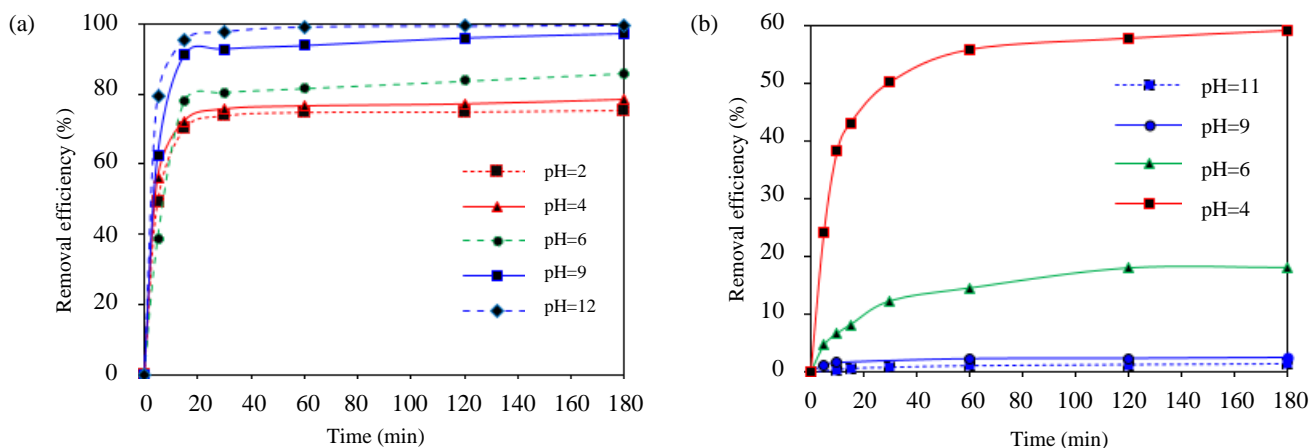 (a)
Removal efficiency (%)
100
80
60
40
20
0
0 20 40 60 80 100 120 140 160 180
Time (min)
pH=2
pH=4
pH=6
pH=9
pH=12
(b)
Removal efficiency (%)
60
50
40
30
20
10
0
0 20 40 60 80 100 120 140 160 180
Time (min)
pH=11
pH=9
pH=6
pH=4